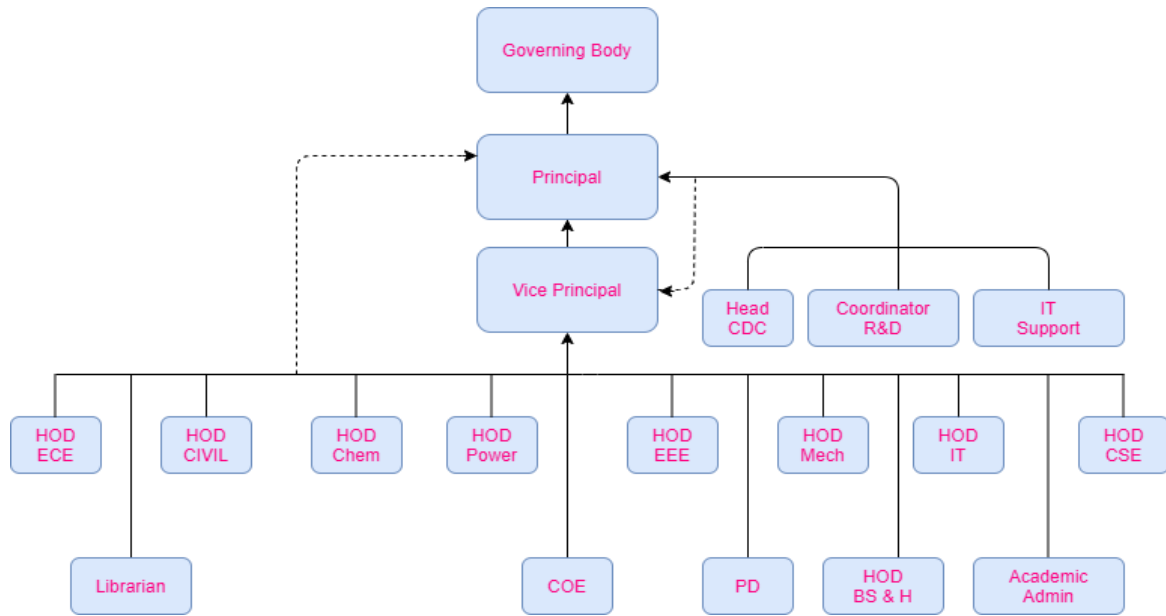 Governing Body
Principal
Vice Principal
Head
CDC
Coordinator
R&D
IT
Support
HOD
ECE
HOD
CIVIL
HOD
Chem
HOD
Power
HOD
EEE
HOD
Mech
HOD
IT
HOD
CSE
Librarian
COE
PD
HOD
BS & H
Academic
Admin